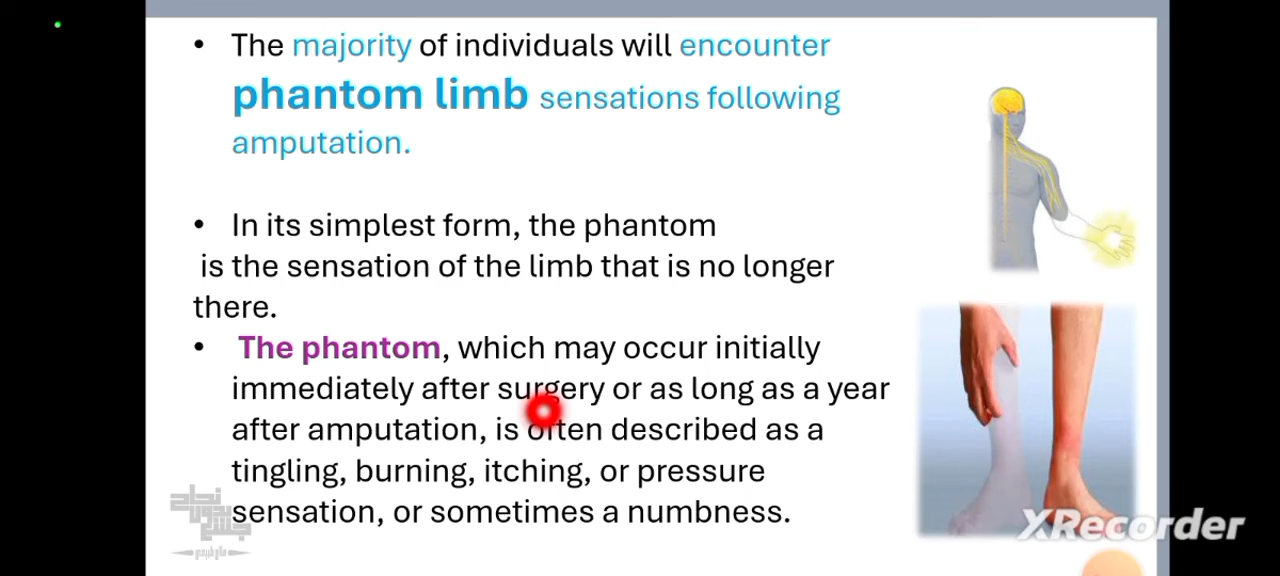 • The majority of individuals will encounter
phantom limb sensations following
amputation.
• In its simplest form, the phantom
is the sensation of the limb that is no longer
there.
• The phantom, which may occur initially
immediately after surgery or as long as a year
after amputation, is often described as a
tingling, burning, itching, or pressure
sensation, or sometimes a numbness.
XRecorder